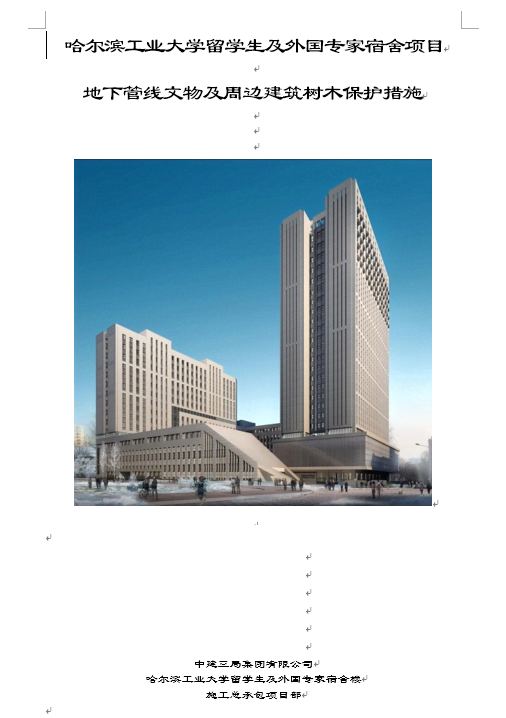 哈尔滨工业大学留学生及外国专家宿舍项目
地下管线文物及周边建筑树木保护措施
中建三局集团有限公司
哈尔滨工业大学留学生及外国专家宿舍楼
施工总承包项目部